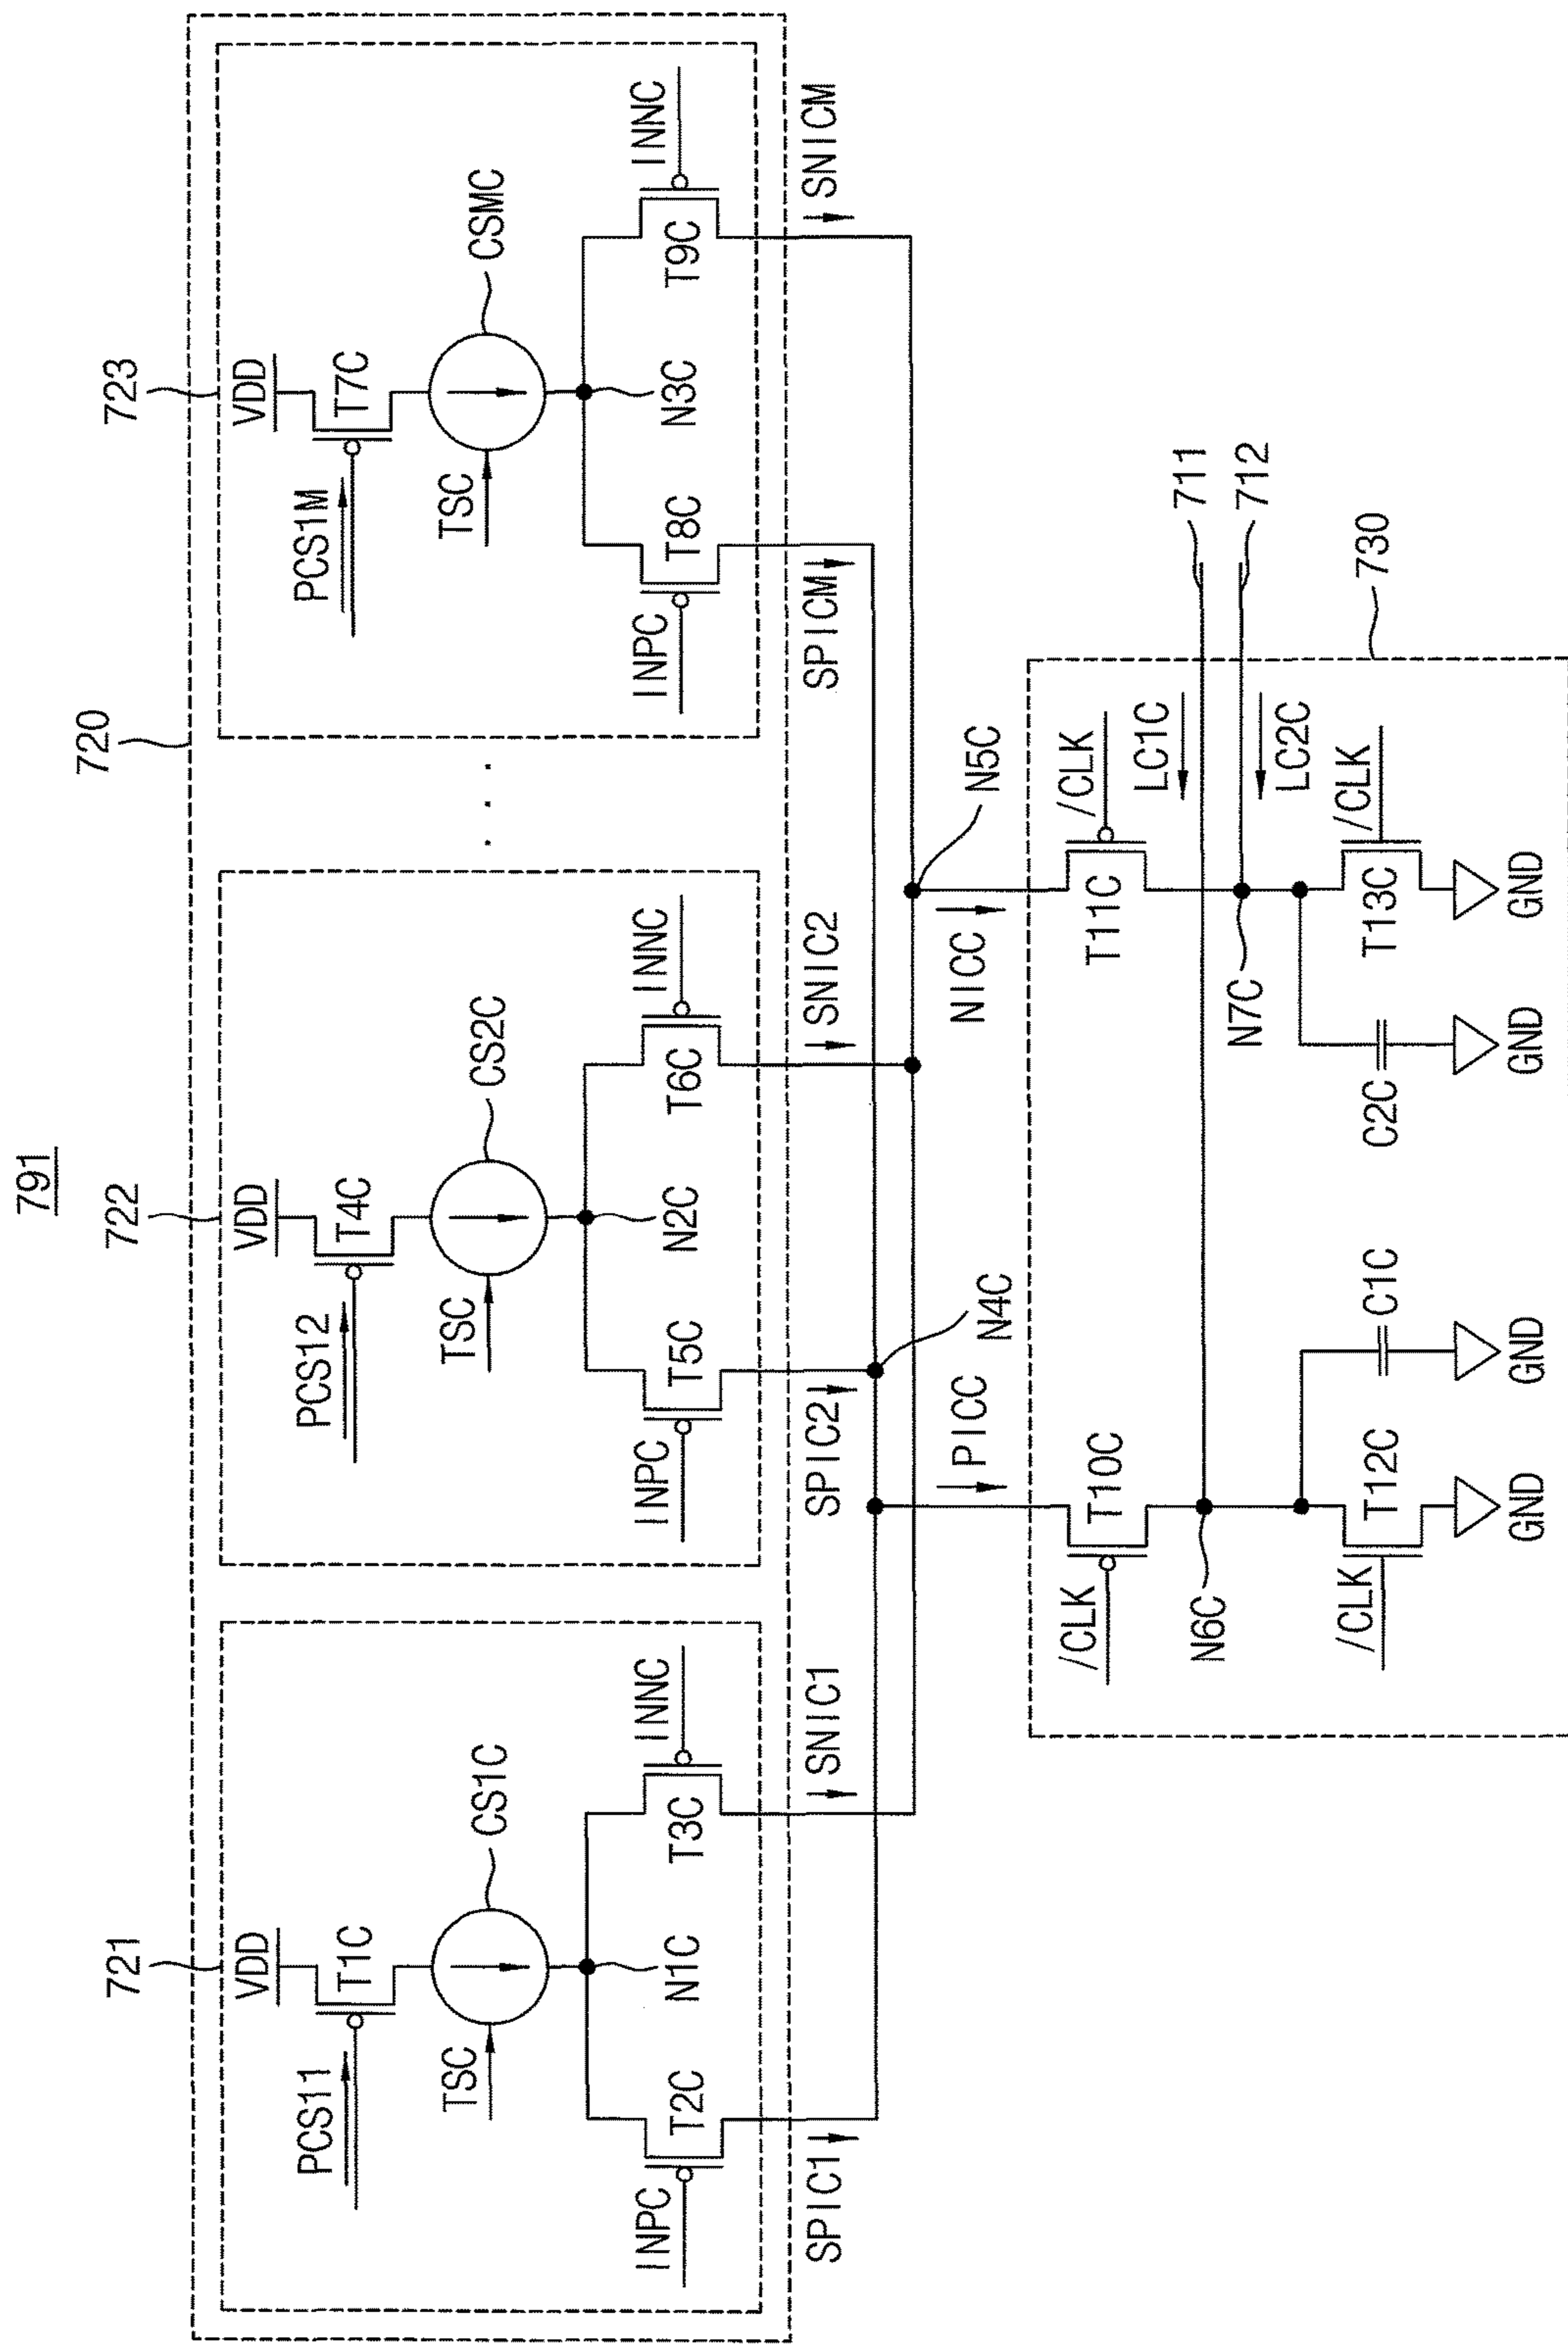 791
720
721
VDD
PCS11
T1C
TSC
CS1C
N1C
INPC
T2C
T3C
INNC
SPIC1
SNIC1
722
VDD
PCS12
T4C
TSC
CS2C
N2C
INPC
T5C
T6C
INNC
SPIC2
SNIC2
723
VDD
PCS1M
T7C
TSC
CSMC
N3C
INPC
T8C
T9C
INNC
SPICM
SNICM
N4C
N5C
PICC
NICC
730
/CLK
T10C
T11C
/CLK
N6C
N7C
LC1C
711
LC2C
712
/CLK
T12C
C1C
C2C
T13C
/CLK
GND
GND
GND
GND